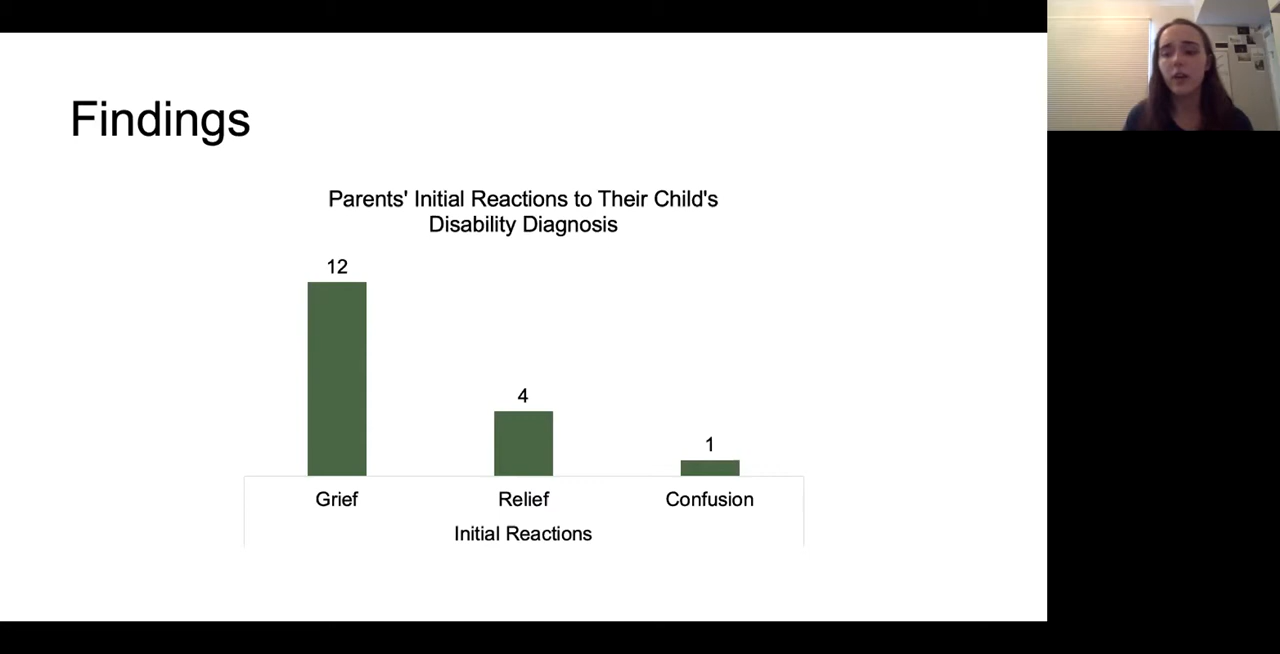 Findings
Parents' Initial Reactions to Their Child's
Disability Diagnosis
12
4
1
Grief
Relief
Confusion
Initial Reactions